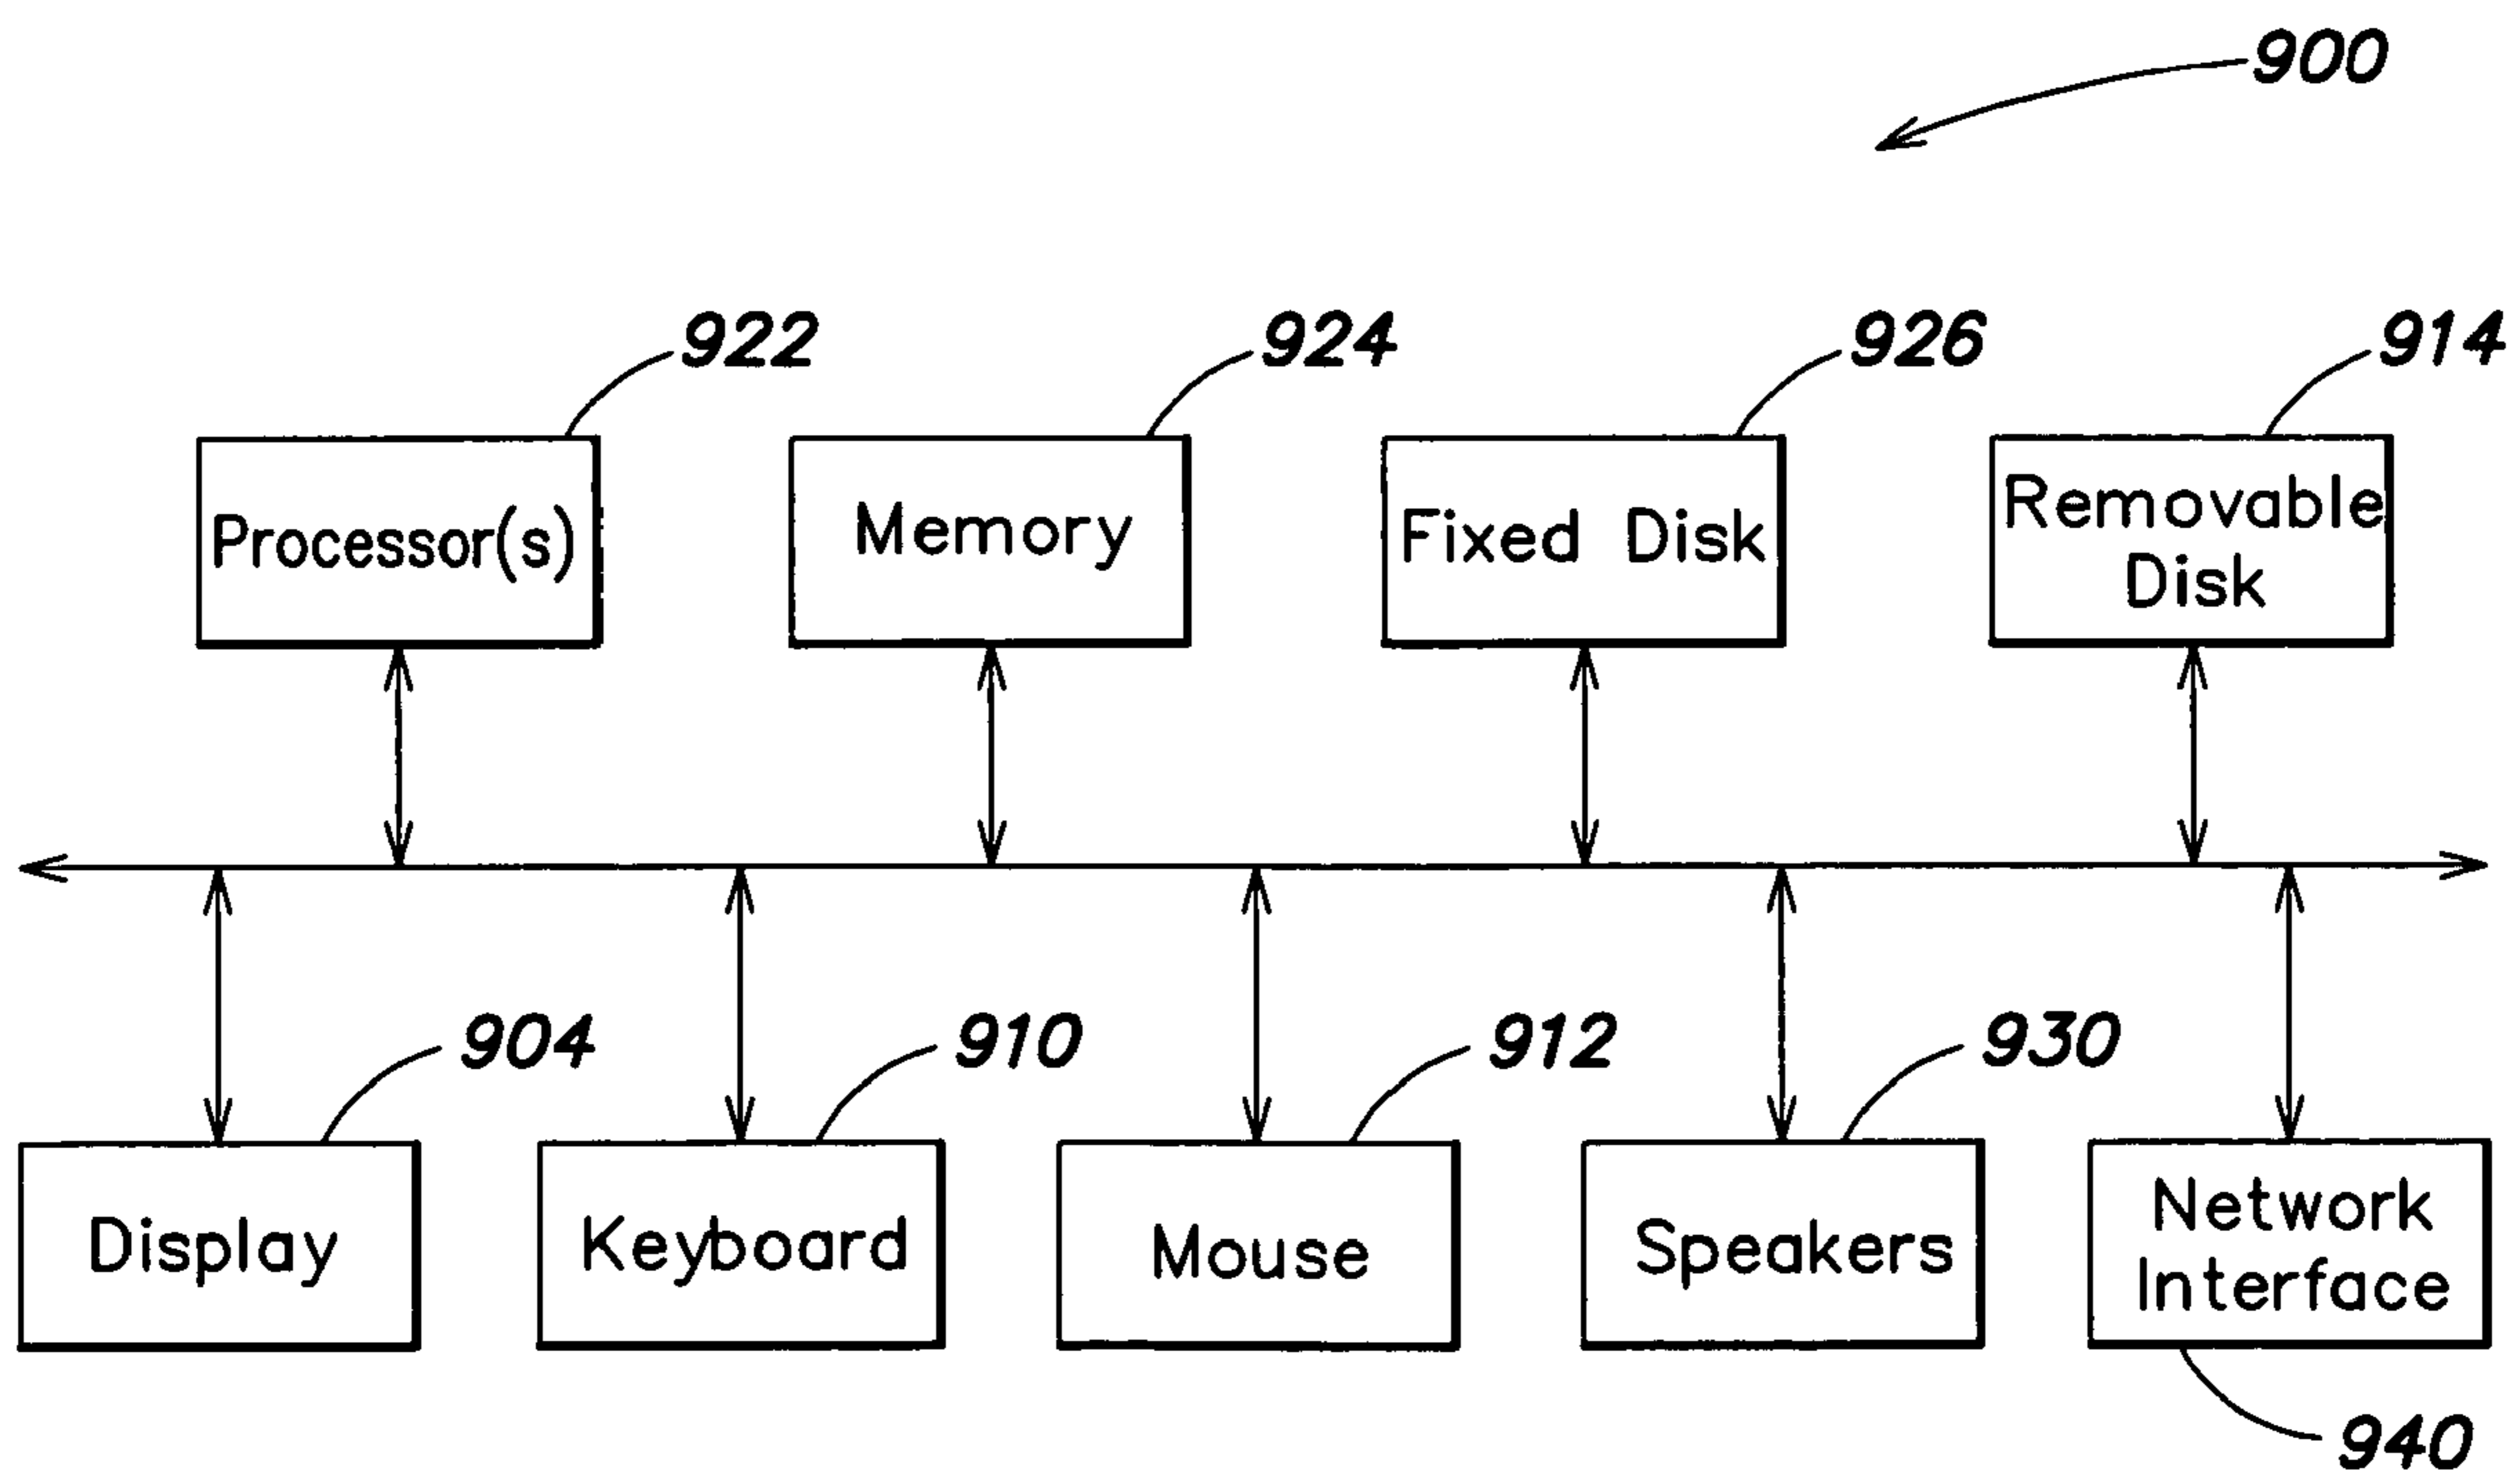 900
922
924
926
914
Processor(s)
Memory
Fixed Disk
Removable
Disk
904
910
912
930
Display
Keyboard
Mouse
Speakers
Network
Interface
940